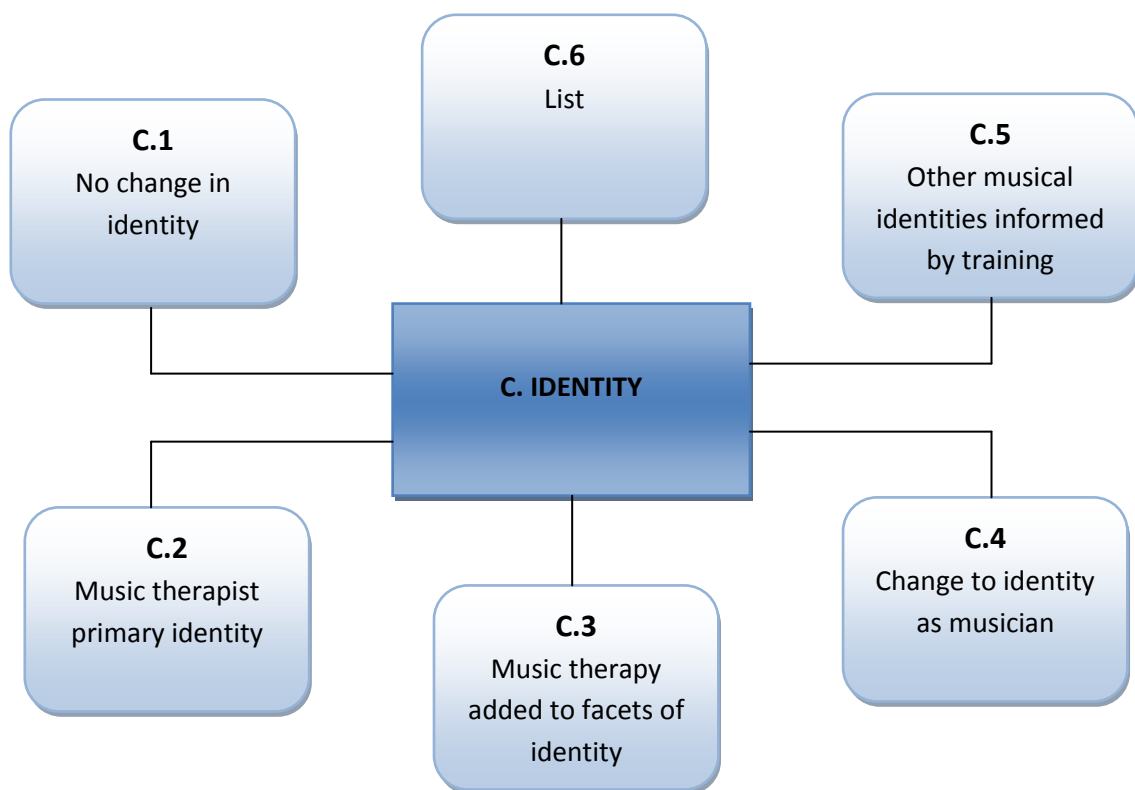 C.6
List
C.1
No change in
identity
C.5
Other musical
identities informed
by training
C. IDENTITY
C.2
Music therapist
primary identity
C.3
Music therapy
added to facets of
identity
C.4
Change to identity
as musician